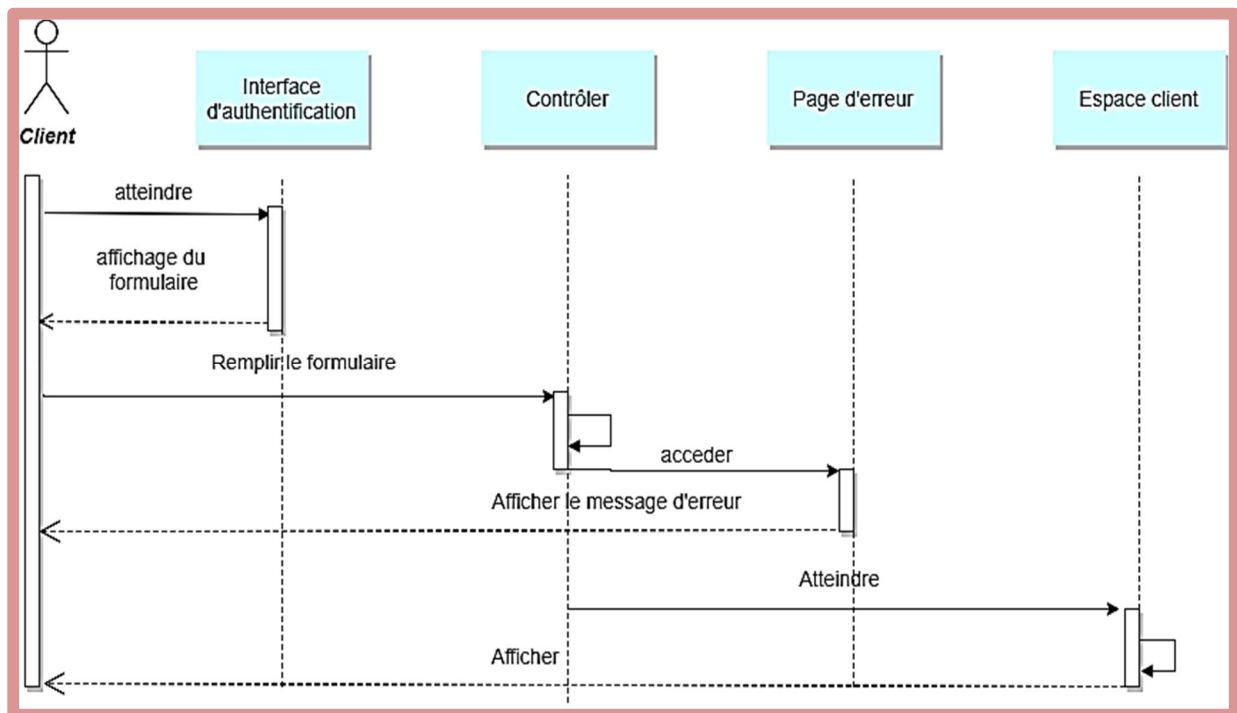 Client
Interface
d'authentification
Contrôler
Page d'erreur
Espace client
atteindre
affichage du
formulaire
Remplir le formulaire
acceder
Afficher le message d'erreur
Atteindre
Afficher